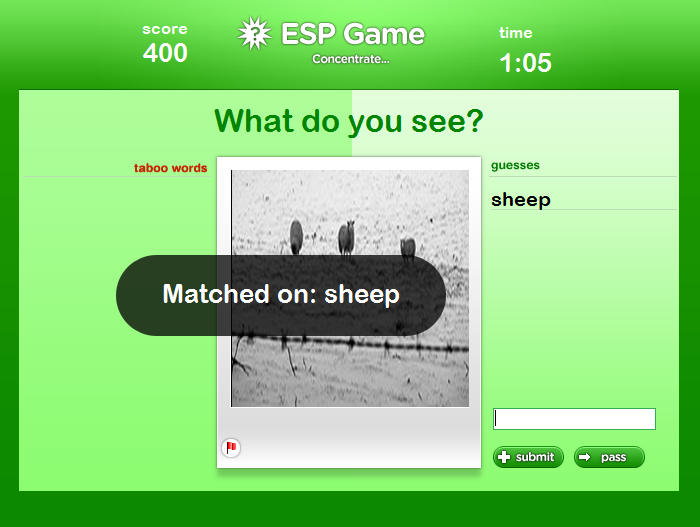 score
400
ESP Game
Concentrate...
time
1:05
What do you see?
taboo words
guesses
sheep
Matched on: sheep
submit
pass